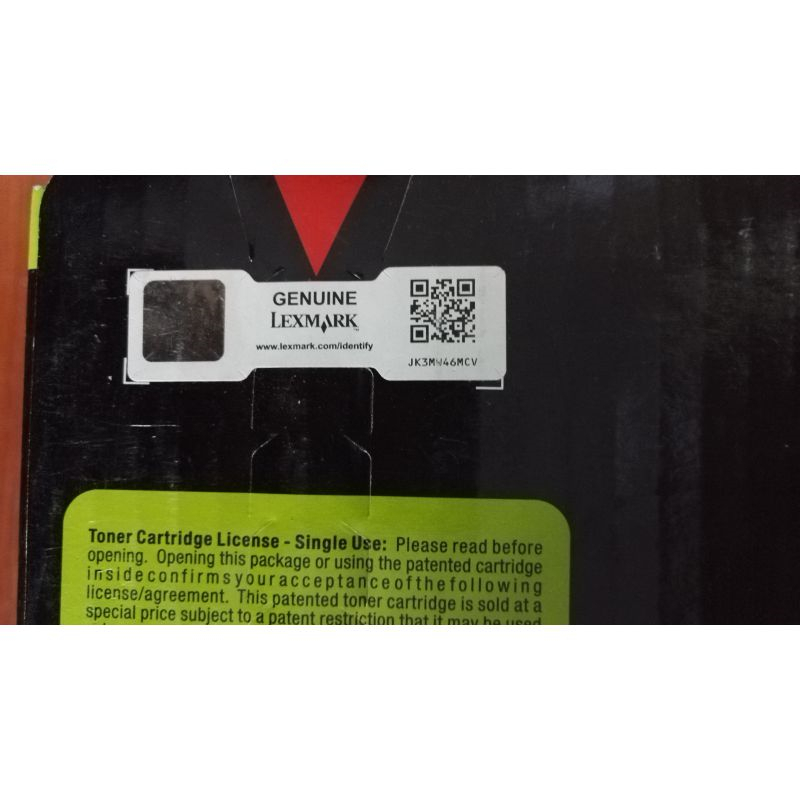 GENUINE
LEXMARK™
www.lexmark.com/identify
JK3MW46MCV
Toner Cartridge License - Single Use: Please read before
opening. Opening this package or using the patented cartridge
inside confirms your acceptance of the following
license/agreement. This patented toner cartridge is sold at a
special price subject to a patent restriction that it may be used